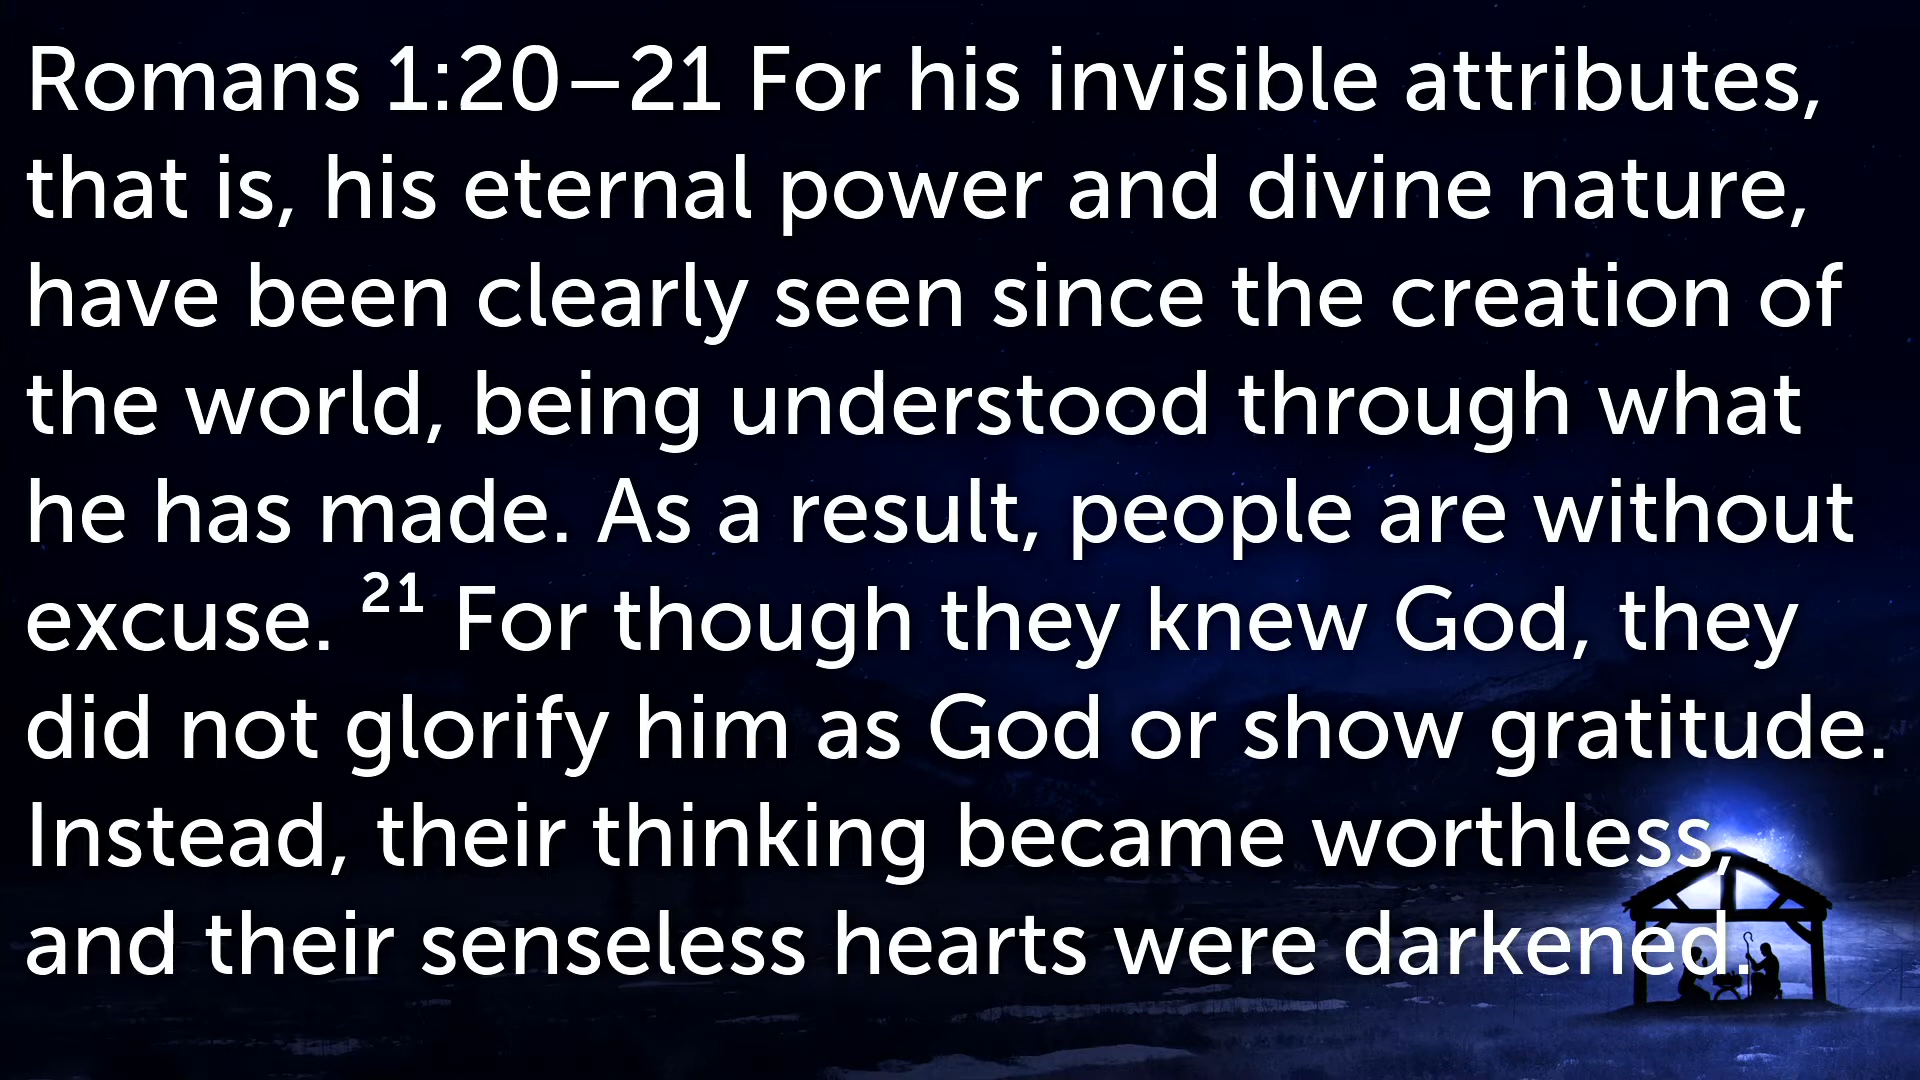 Romans 1:20–21 For his invisible attributes,
that is, his eternal power and divine nature,
have been clearly seen since the creation of
the world, being understood through what
he has made. As a result, people are without
excuse. ²¹ For though they knew God, they
did not glorify him as God or show gratitude.
Instead, their thinking became worthless,
and their senseless hearts were darkened.